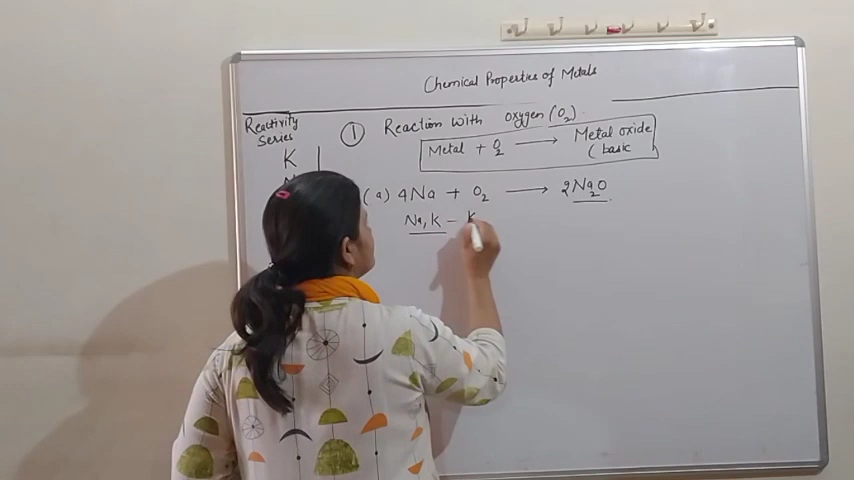 Chemical Properties of Metals
Reactivity
Series
K
① Reaction with oxygen (O₂).
Metal + O₂ ⟶ Metal oxide
(basic
(a) 4Na + O₂ ⟶ 2Na₂O.
Na, K – K